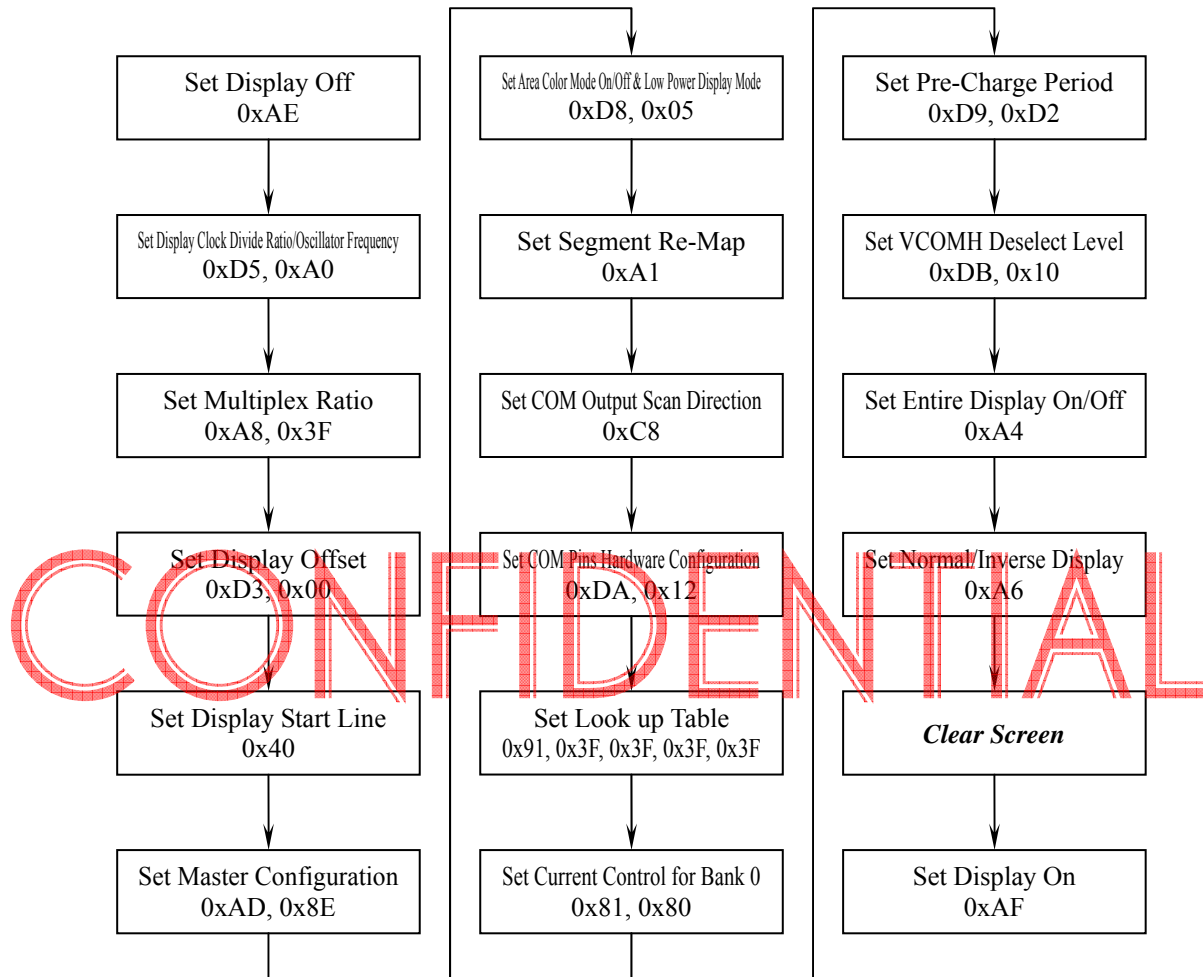 Set Display Off
0xAE
Set Display Clock Divide Ratio/Oscillator Frequency
0xD5, 0xA0
Set Multiplex Ratio
0xA8, 0x3F
Set Display Offset
0xD3, 0x00
Set Display Start Line
0x40
Set Master Configuration
0xAD, 0x8E
Set Area Color Mode On/Off & Low Power Display Mode
0xD8, 0x05
Set Segment Re-Map
0xA1
Set COM Output Scan Direction
0xC8
Set COM Pins Hardware Configuration
0xDA, 0x12
Set Look up Table
0x91, 0x3F, 0x3F, 0x3F, 0x3F
Set Current Control for Bank 0
0x81, 0x80
Set Pre-Charge Period
0xD9, 0xD2
Set VCOMH Deselect Level
0xDB, 0x10
Set Entire Display On/Off
0xA4
Set Normal/Inverse Display
0xA6
Clear Screen
Set Display On
0xAF
CONFIDENTIAL